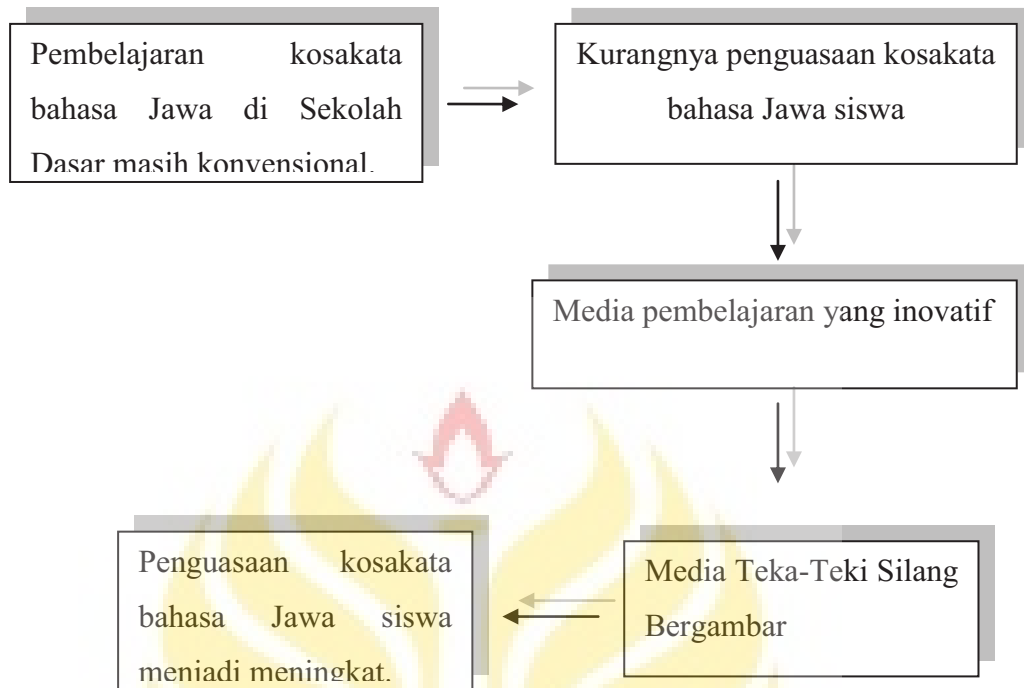 Pembelajaran kosakata
bahasa Jawa di Sekolah
Dasar masih konvensional.
Kurangnya penguasaan kosakata
bahasa Jawa siswa
Media pembelajaran yang inovatif
Media Teka-Teki Silang
Bergambar
Penguasaan kosakata
bahasa Jawa siswa
menjadi meningkat.